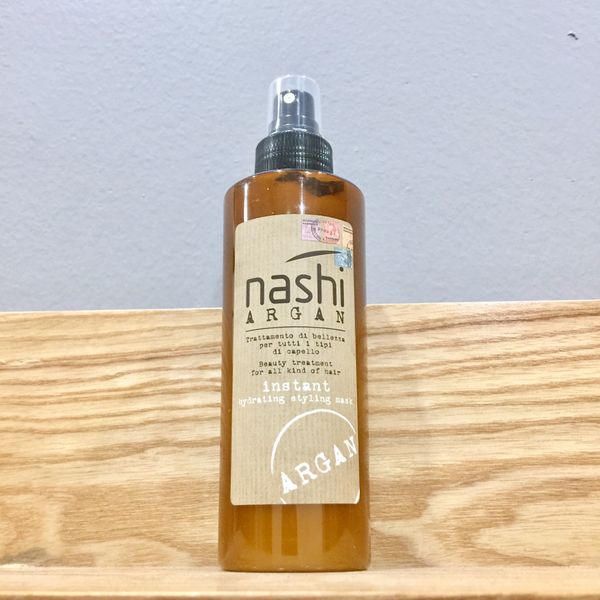 nashi
ARGAN
Trattamento di bellezza
per tutti i tipi
di capello
Beauty treatment
for all kind of hair
instant
hydrating styling mask
ARGAN